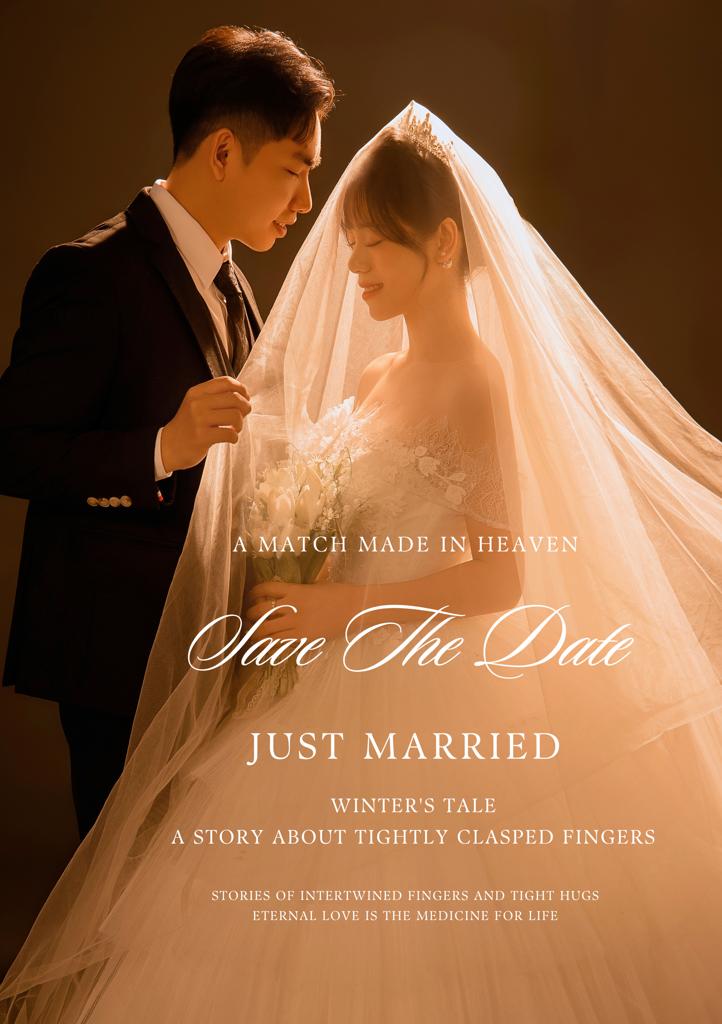 A MATCH MADE IN HEAVEN
Save The Date
JUST MARRIED
WINTER'S TALE
A STORY ABOUT TIGHTLY CLASPED FINGERS
STORIES OF INTERTWINED FINGERS AND TIGHT HUGS
ETERNAL LOVE IS THE MEDICINE FOR LIFE